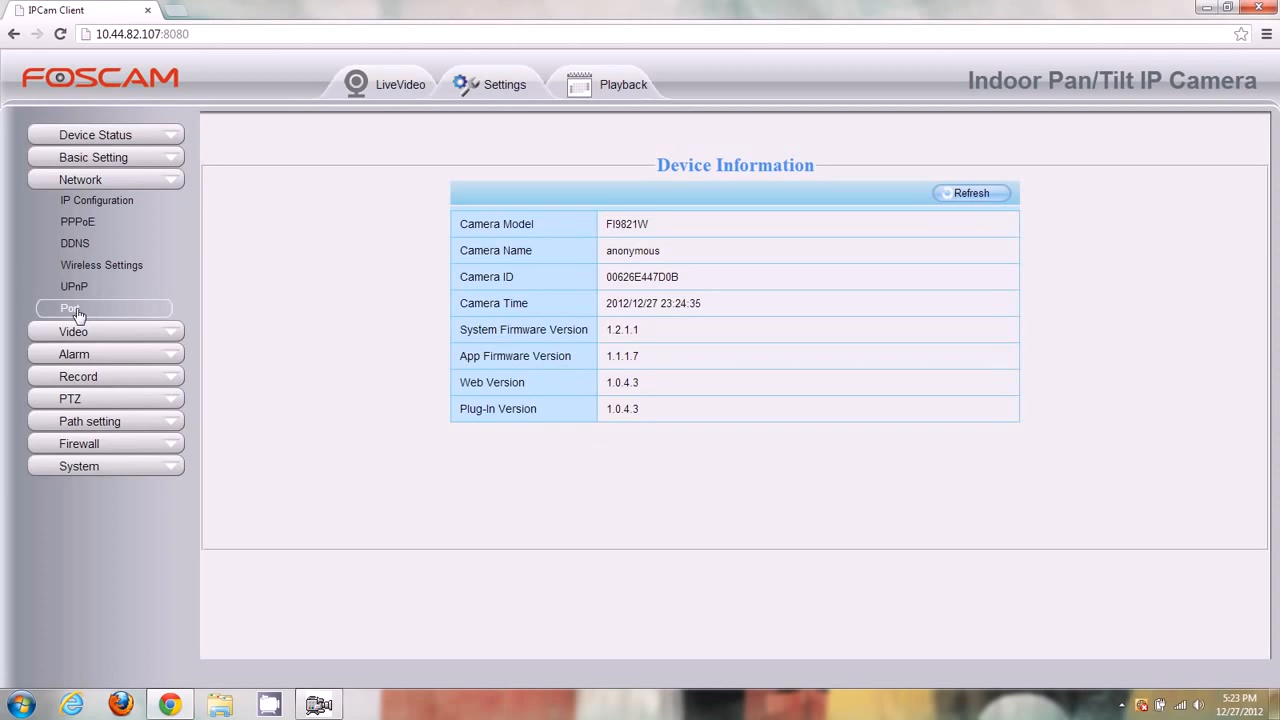 IPCam Client
10.44.82.107:8080
FOSCAM
LiveVideo
Settings
Playback
Indoor Pan/Tilt IP Camera
Device Status
Basic Setting
Network
IP Configuration
PPPoE
DDNS
Wireless Settings
UPnP
Port
Video
Alarm
Record
PTZ
Path setting
Firewall
System
Device Information
Refresh
Camera Model FI9821W
Camera Name anonymous
Camera ID 00626E447D0B
Camera Time 2012/12/27 23:24:35
System Firmware Version 1.2.1.1
App Firmware Version 1.1.1.7
Web Version 1.0.4.3
Plug-In Version 1.0.4.3
5:23 PM
12/27/2012